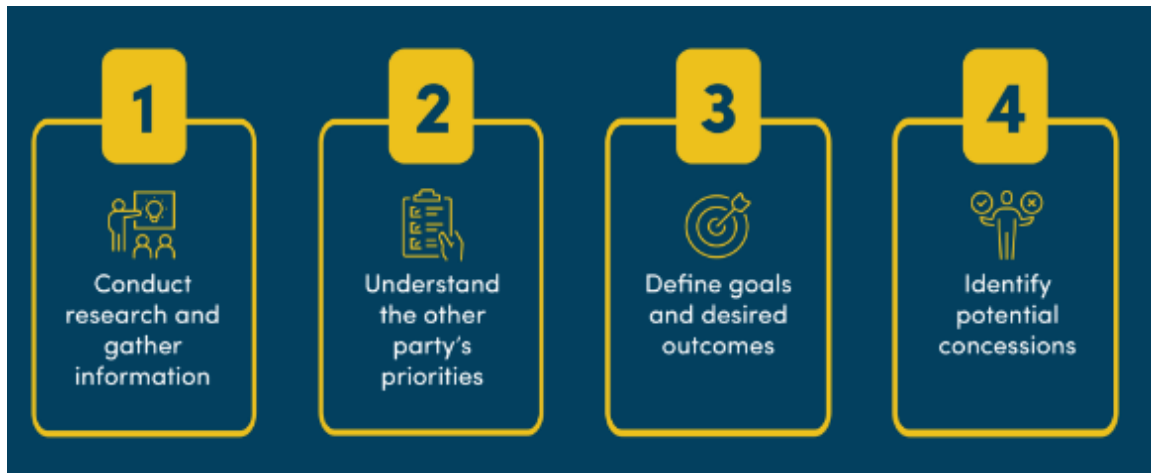 1
Conduct
research and
gather
information
2
Understand
the other
party's
priorities
3
Define goals
and desired
outcomes
4
Identify
potential
concessions